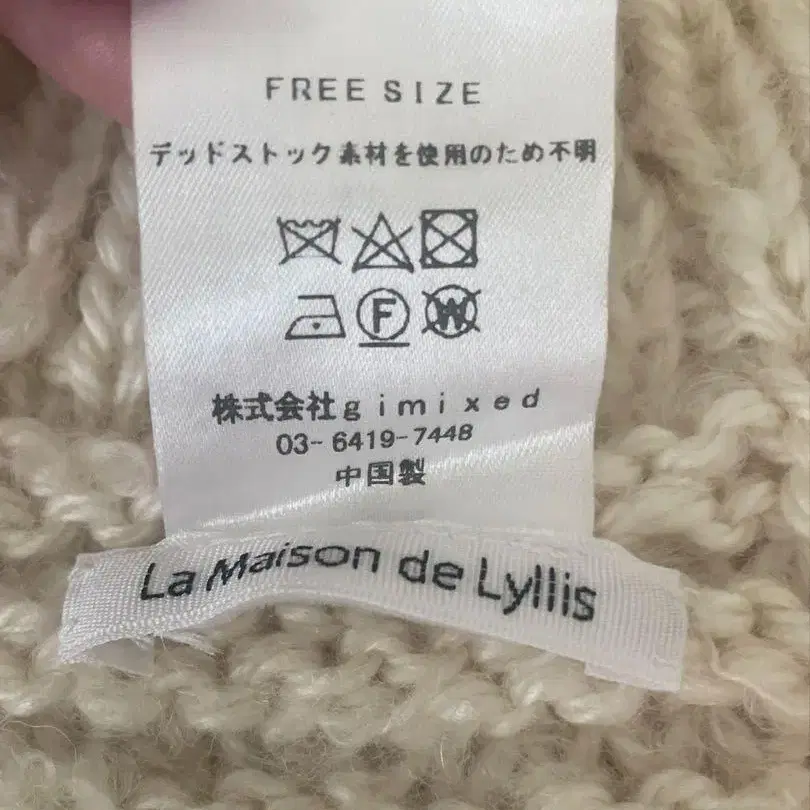 FREE SIZE
デッドストック素材を使用のため不明
F W
株式会社gimixed
03-6419-7448
中国製
La Maison de Lyllis